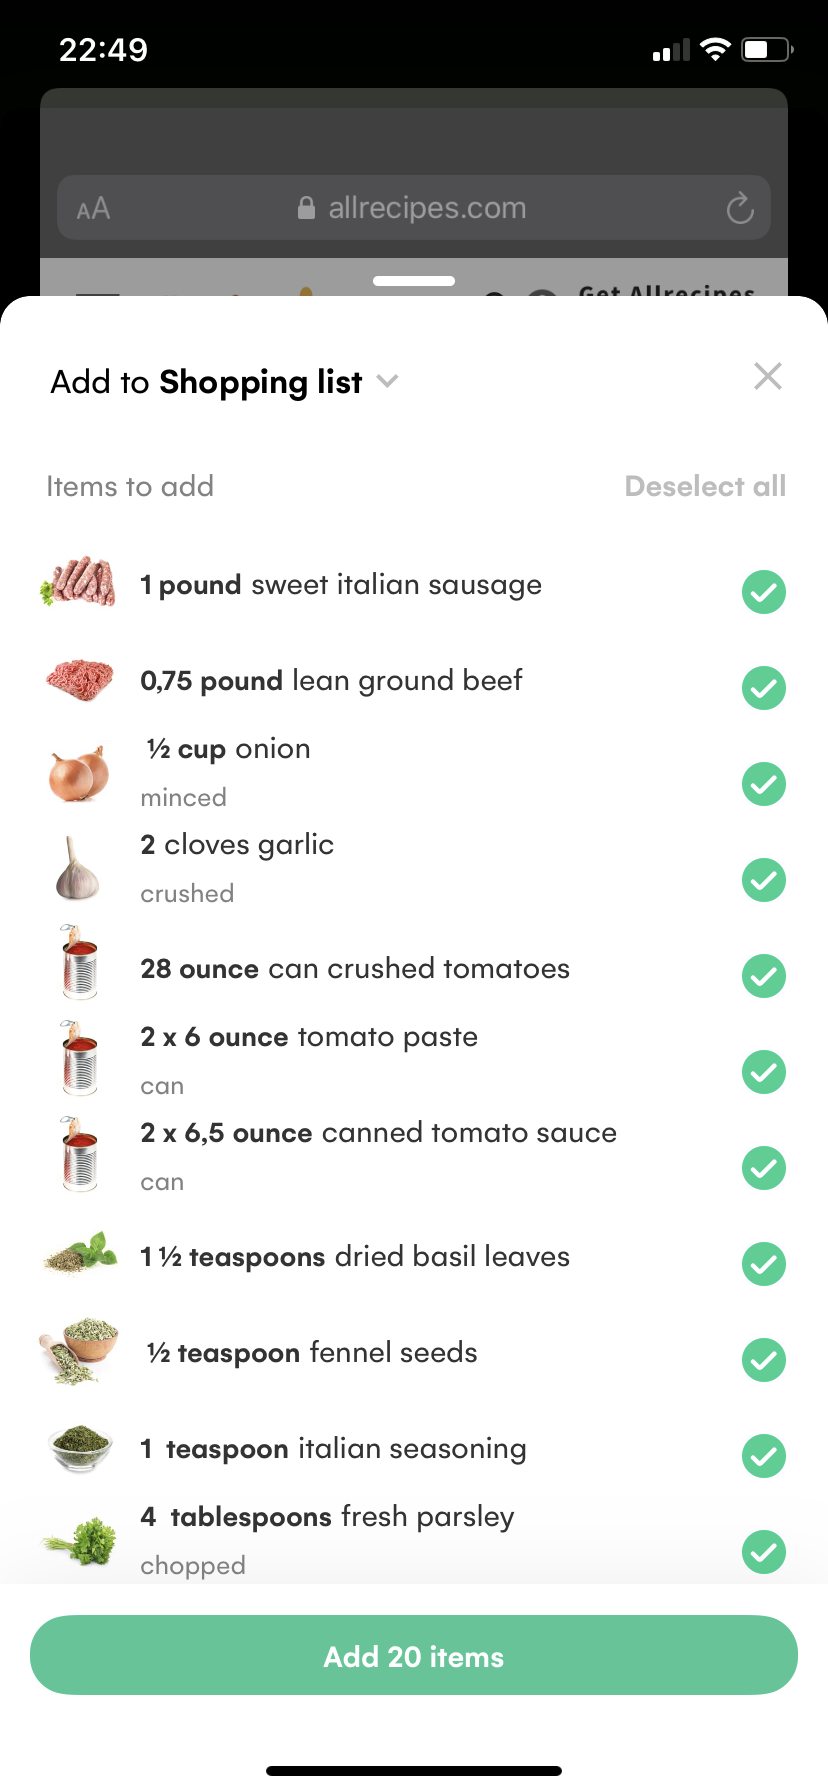 22:49
AA
allrecipes.com
Get Allrecipes
Add to Shopping list
Items to add
Deselect all
1 pound sweet italian sausage
0,75 pound lean ground beef
½ cup onion
minced
2 cloves garlic
crushed
28 ounce can crushed tomatoes
2 x 6 ounce tomato paste
can
2 x 6,5 ounce canned tomato sauce
can
1 ½ teaspoons dried basil leaves
½ teaspoon fennel seeds
1 teaspoon italian seasoning
4 tablespoons fresh parsley
chopped
Add 20 items